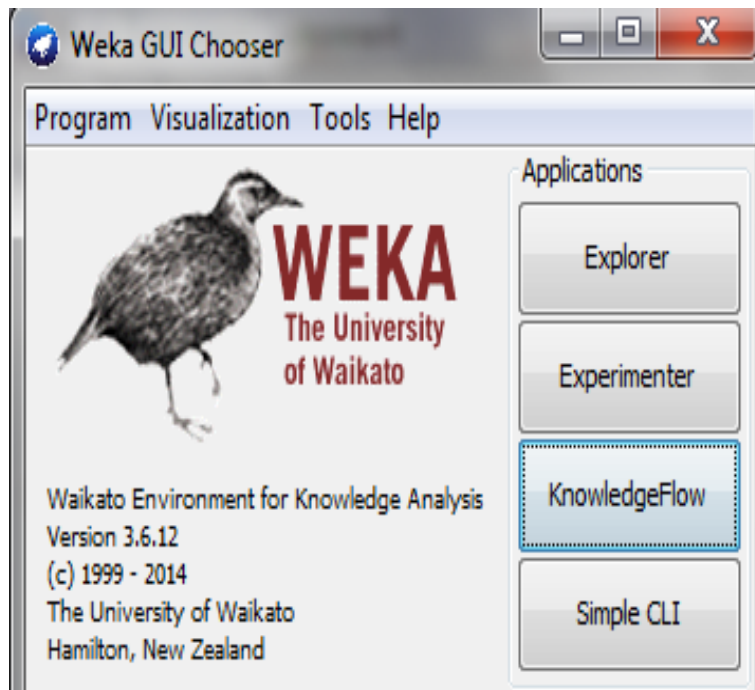 Weka GUI Chooser
Program Visualization Tools Help
WEKA
The University
of Waikato
Waikato Environment for Knowledge Analysis
Version 3.6.12
(c) 1999 - 2014
The University of Waikato
Hamilton, New Zealand
Applications
Explorer
Experimenter
KnowledgeFlow
Simple CLI